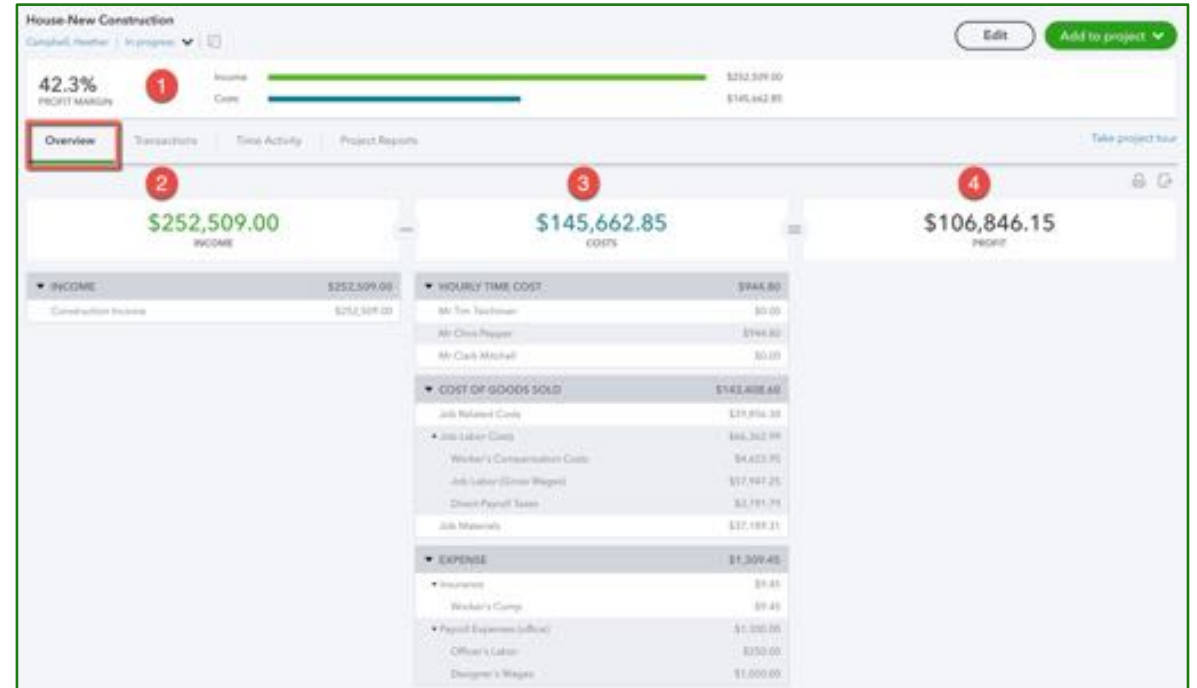 House-New Construction
Campbell, Heather | In progress
Edit
Add to project
42.3%
PROFIT MARGIN
1
Income $252,509.00
Costs $145,662.85
Overview Transactions Time Activity Project Reports Take project tour
2 3 4
$252,509.00 – $145,662.85 = $106,846.15
INCOME COSTS PROFIT
INCOME $252,509.00
Construction Income $252,509.00
HOURLY TIME COST $944.80
Mr Tim $0.00
Mr Chris Pepper $944.80
Mr Clark Mitchell $0.00
COST OF GOODS SOLD $143,408.60
Job Related Costs
Job Labor Costs
Worker's Compensation Costs
Job Labor (Gross Wages)
Direct Payroll Taxes
Job Materials
EXPENSE $1,309.45
Insurance $9.45
Worker's Comp $9.45
Payroll Expenses (office)
Officer's Labor
Designer's Wages $1,000.00